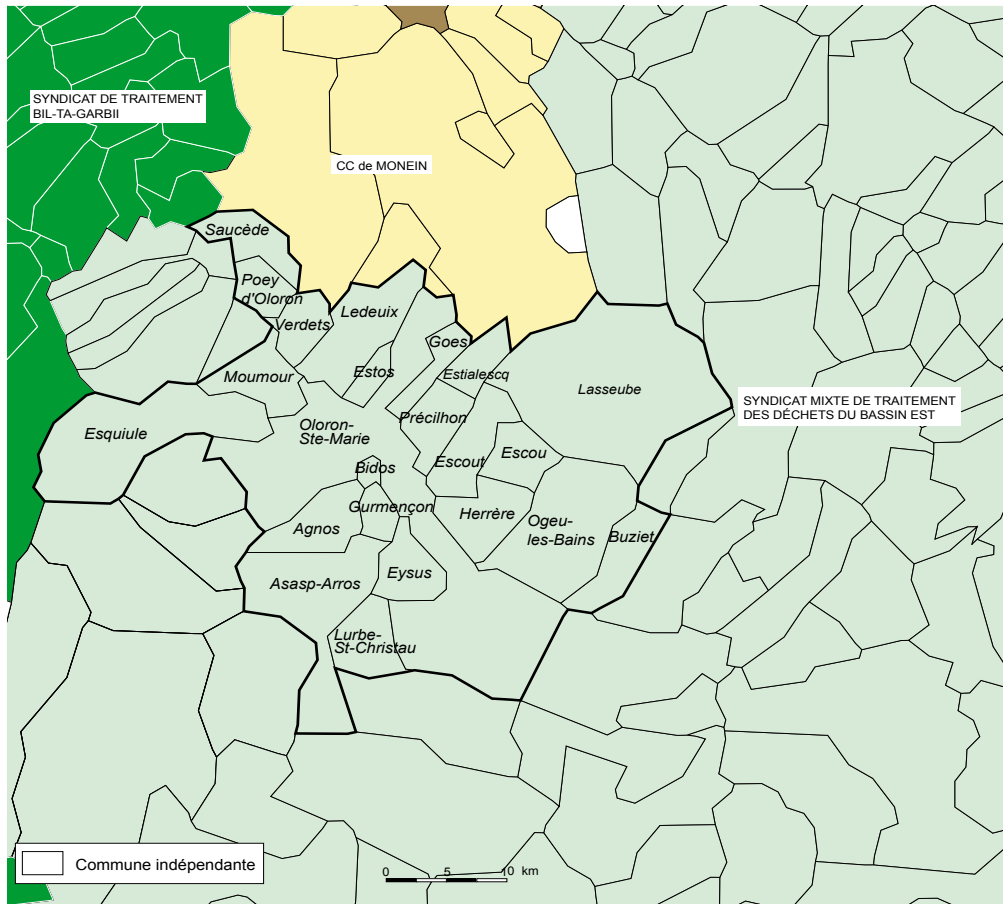 SYNDICAT DE TRAITEMENT
BIL-TA-GARBII
CC de MONEIN
Saucède
Poey
d'Oloron
Verdets
Ledeuix
Goes
Moumour
Estos
Estialescq
Lasseube
SYNDICAT MIXTE DE TRAITEMENT
DES DÉCHETS DU BASSIN EST
Esquiule
Oloron-
Ste-Marie
Précilhon
Escout
Escou
Bidos
Gurmençon
Agnos
Herrère
Ogeu-
les-Bains
Buziet
Asasp-Arros
Eysus
Lurbe-
St-Christau
Commune indépendante
0 5 10 km